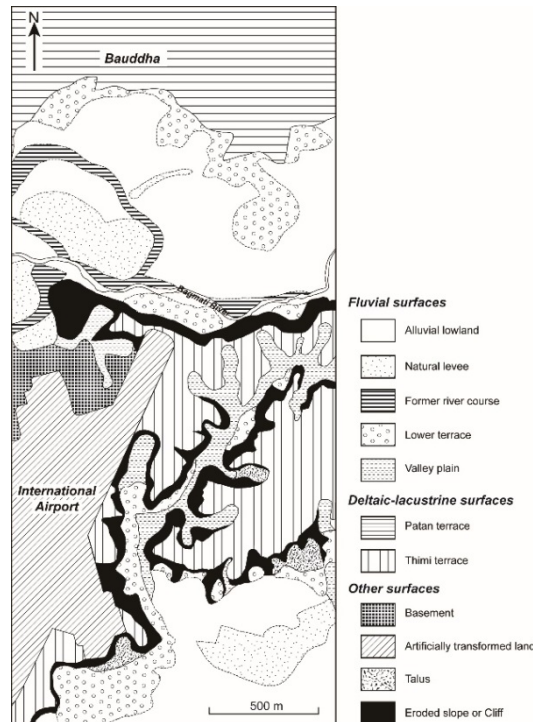 N
Bauddha
Bagmati River
International
Airport
500 m
Fluvial surfaces
Alluvial lowland
Natural levee
Former river course
Lower terrace
Valley plain
Deltaic-lacustrine surfaces
Patan terrace
Thimi terrace
Other surfaces
Basement
Artificially transformed land
Talus
Eroded slope or Cliff